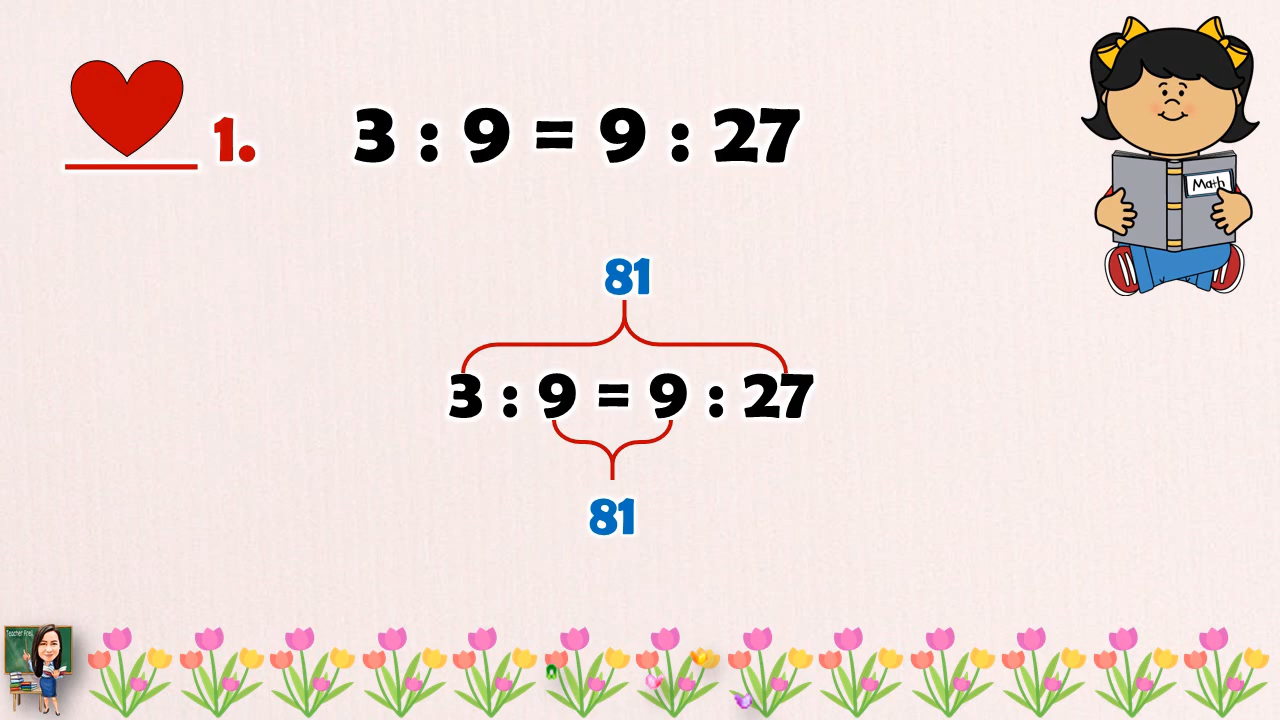 1. 3 : 9 = 9 : 27
Math
81
3 : 9 = 9 : 27
81